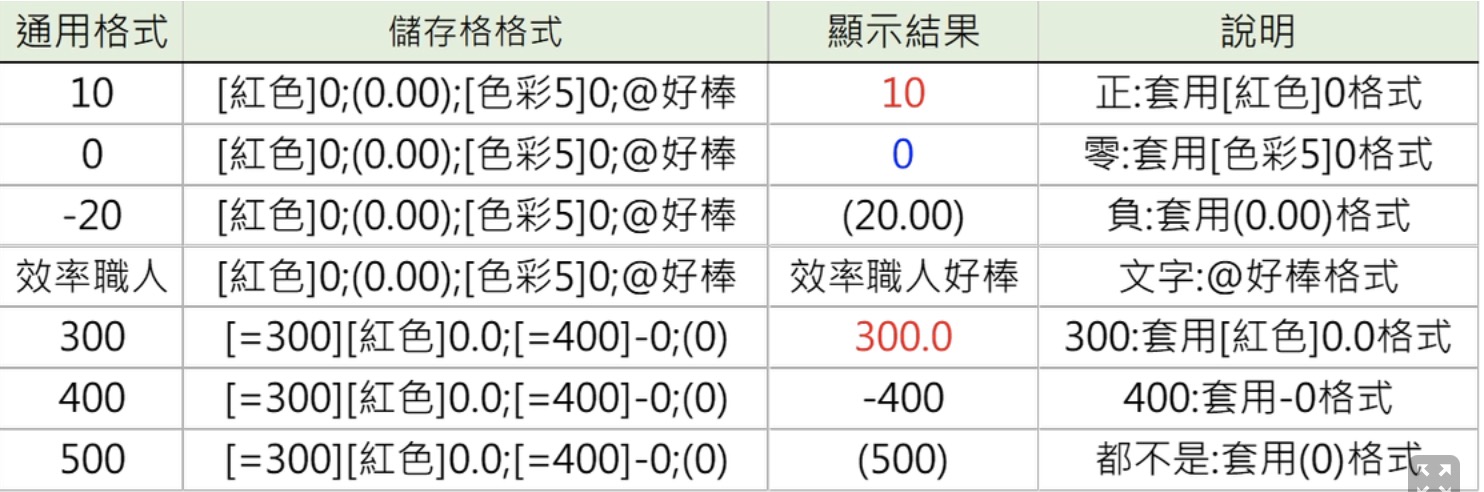 通用格式 儲存格格式 顯示結果 說明
10 [紅色]0;(0.00);[色彩5]0;@好棒 10 正:套用[紅色]0格式
0 [紅色]0;(0.00);[色彩5]0;@好棒 0 零:套用[色彩5]0格式
-20 [紅色]0;(0.00);[色彩5]0;@好棒 (20.00) 負:套用(0.00)格式
效率職人 [紅色]0;(0.00);[色彩5]0;@好棒 效率職人好棒 文字:@好棒格式
300 [=300][紅色]0.0;[=400]-0;(0) 300.0 300:套用[紅色]0.0格式
400 [=300][紅色]0.0;[=400]-0;(0) -400 400:套用-0格式
500 [=300][紅色]0.0;[=400]-0;(0) (500) 都不是:套用(0)格式